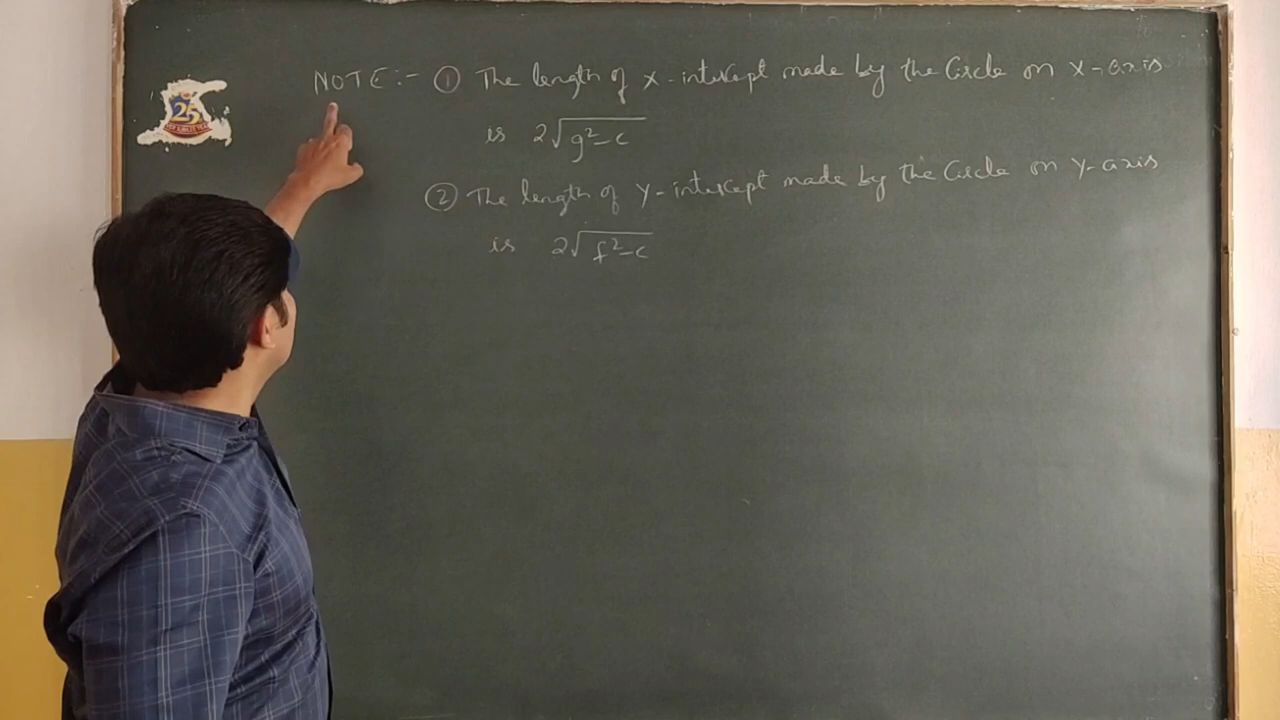 NOTE:- ① The length of X-intercept made by the Circle on X-axis
is 2√g²-c
② The length of Y-intercept made by the Circle on Y-axis
is 2√f²-c
25